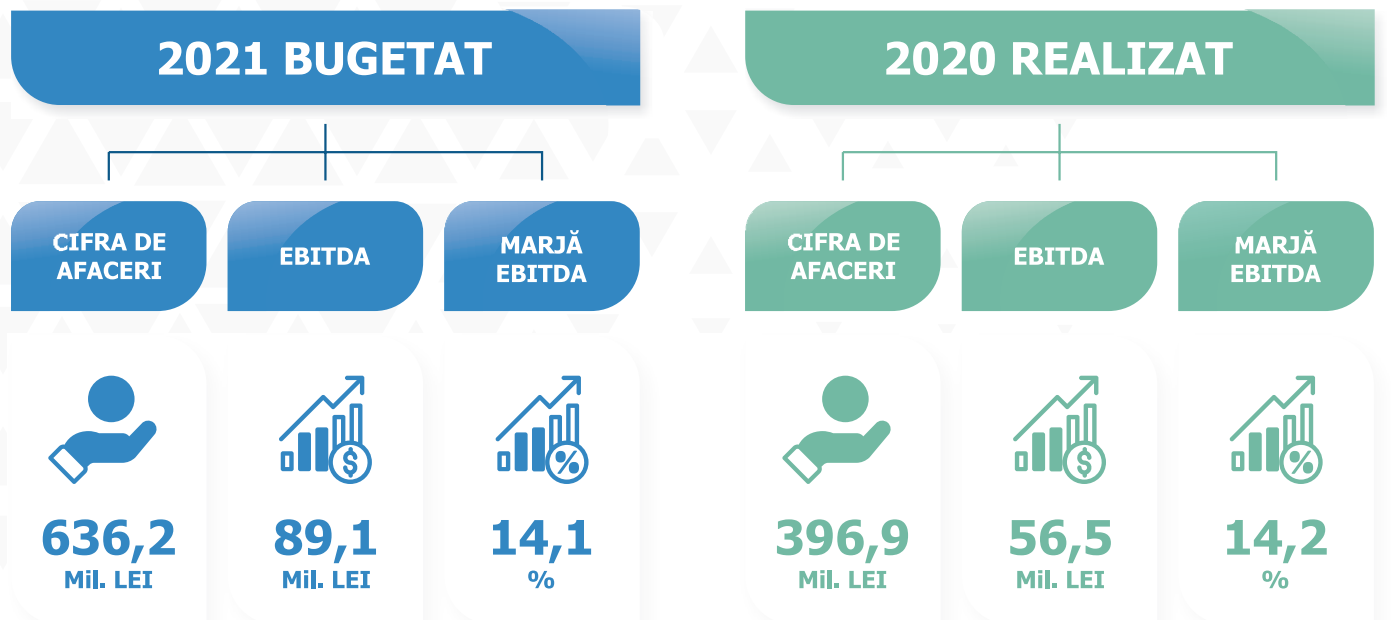 2021 BUGETAT
CIFRA DE
AFACERI
EBITDA
MARJĂ
EBITDA
636,2
Mil. LEI
89,1
Mil. LEI
14,1
%
$
%
2020 REALIZAT
CIFRA DE
AFACERI
EBITDA
MARJĂ
EBITDA
396,9
Mil. LEI
56,5
Mil. LEI
14,2
%
$
%